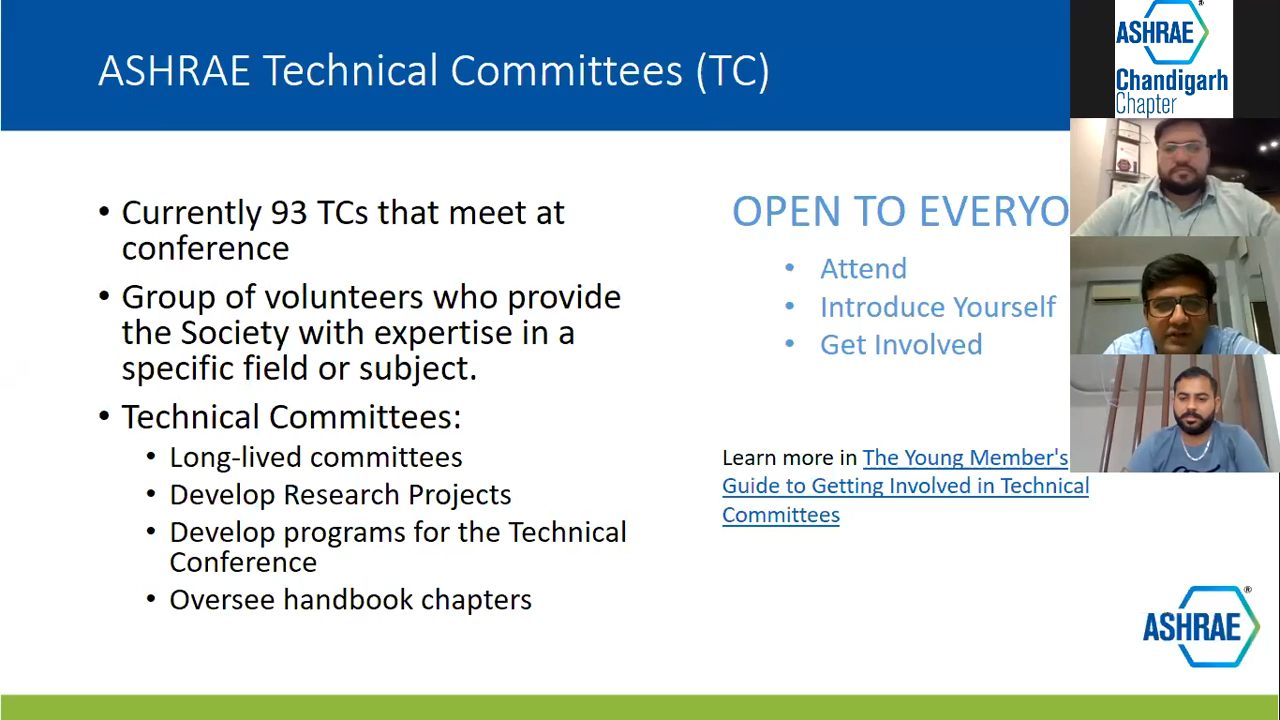 ASHRAE Technical Committees (TC)
• Currently 93 TCs that meet at
conference
• Group of volunteers who provide
the Society with expertise in a
specific field or subject.
• Technical Committees:
• Long-lived committees
• Develop Research Projects
• Develop programs for the Technical
Conference
• Oversee handbook chapters
OPEN TO EVERYO
• Attend
• Introduce Yourself
• Get Involved
Learn more in The Young Member's
Guide to Getting Involved in Technical
Committees
ASHRAE®
Chandigarh
Chapter
ASHRAE®